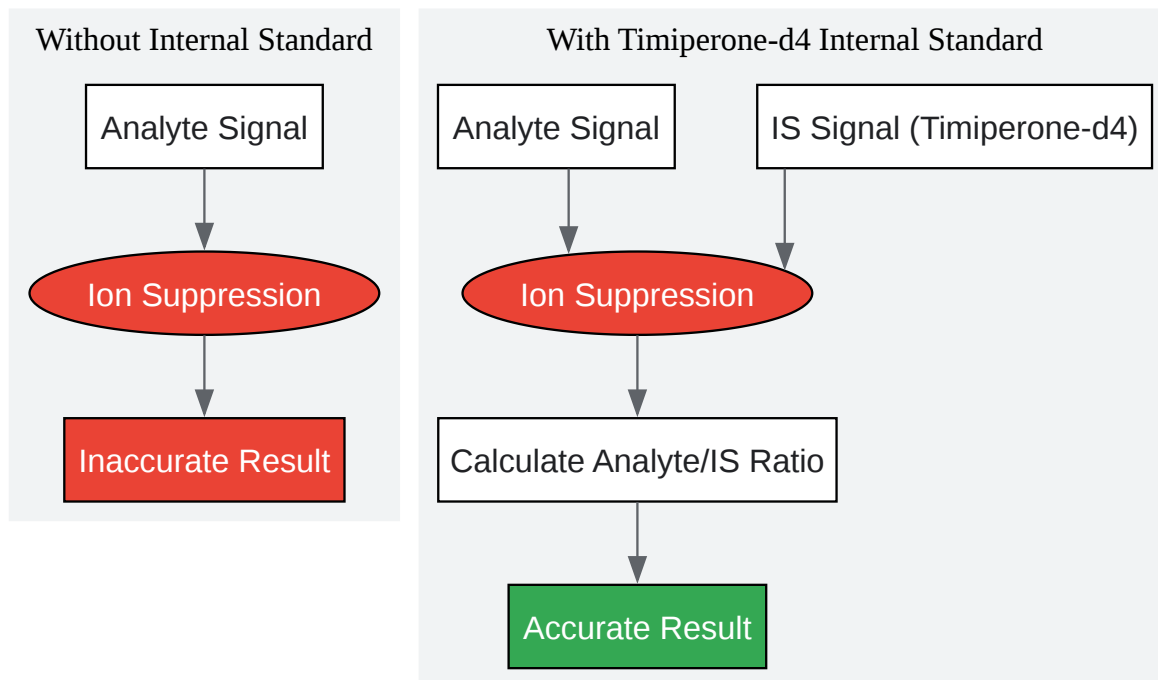 Without Internal Standard
Analyte Signal
Ion Suppression
Inaccurate Result
With Timiperone-d4 Internal Standard
Analyte Signal
IS Signal (Timiperone-d4)
Ion Suppression
Calculate Analyte/IS Ratio
Accurate Result